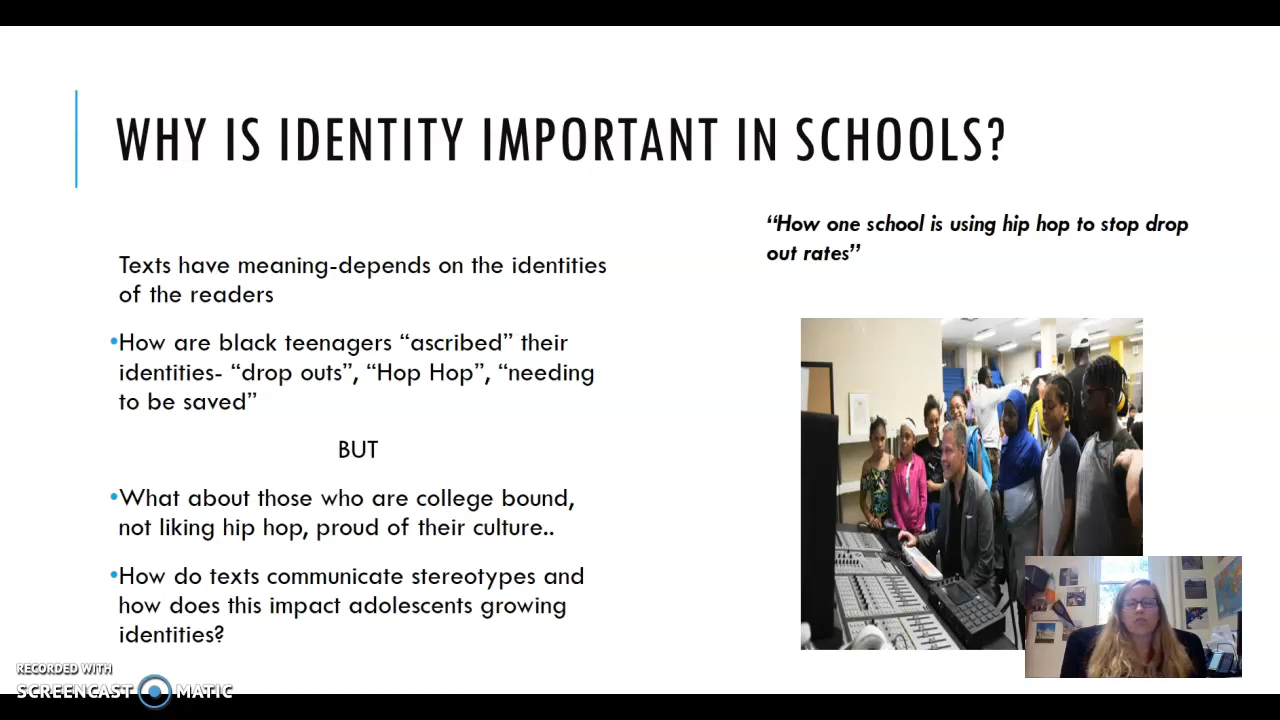 WHY IS IDENTITY IMPORTANT IN SCHOOLS?
“How one school is using hip hop to stop drop
out rates”
Texts have meaning-depends on the identities
of the readers
•How are black teenagers “ascribed” their
identities- “drop outs”, “Hop Hop”, “needing
to be saved”
BUT
•What about those who are college bound,
not liking hip hop, proud of their culture..
•How do texts communicate stereotypes and
how does this impact adolescents growing
identities?
RECORDED WITH
SCREENCAST MATIC